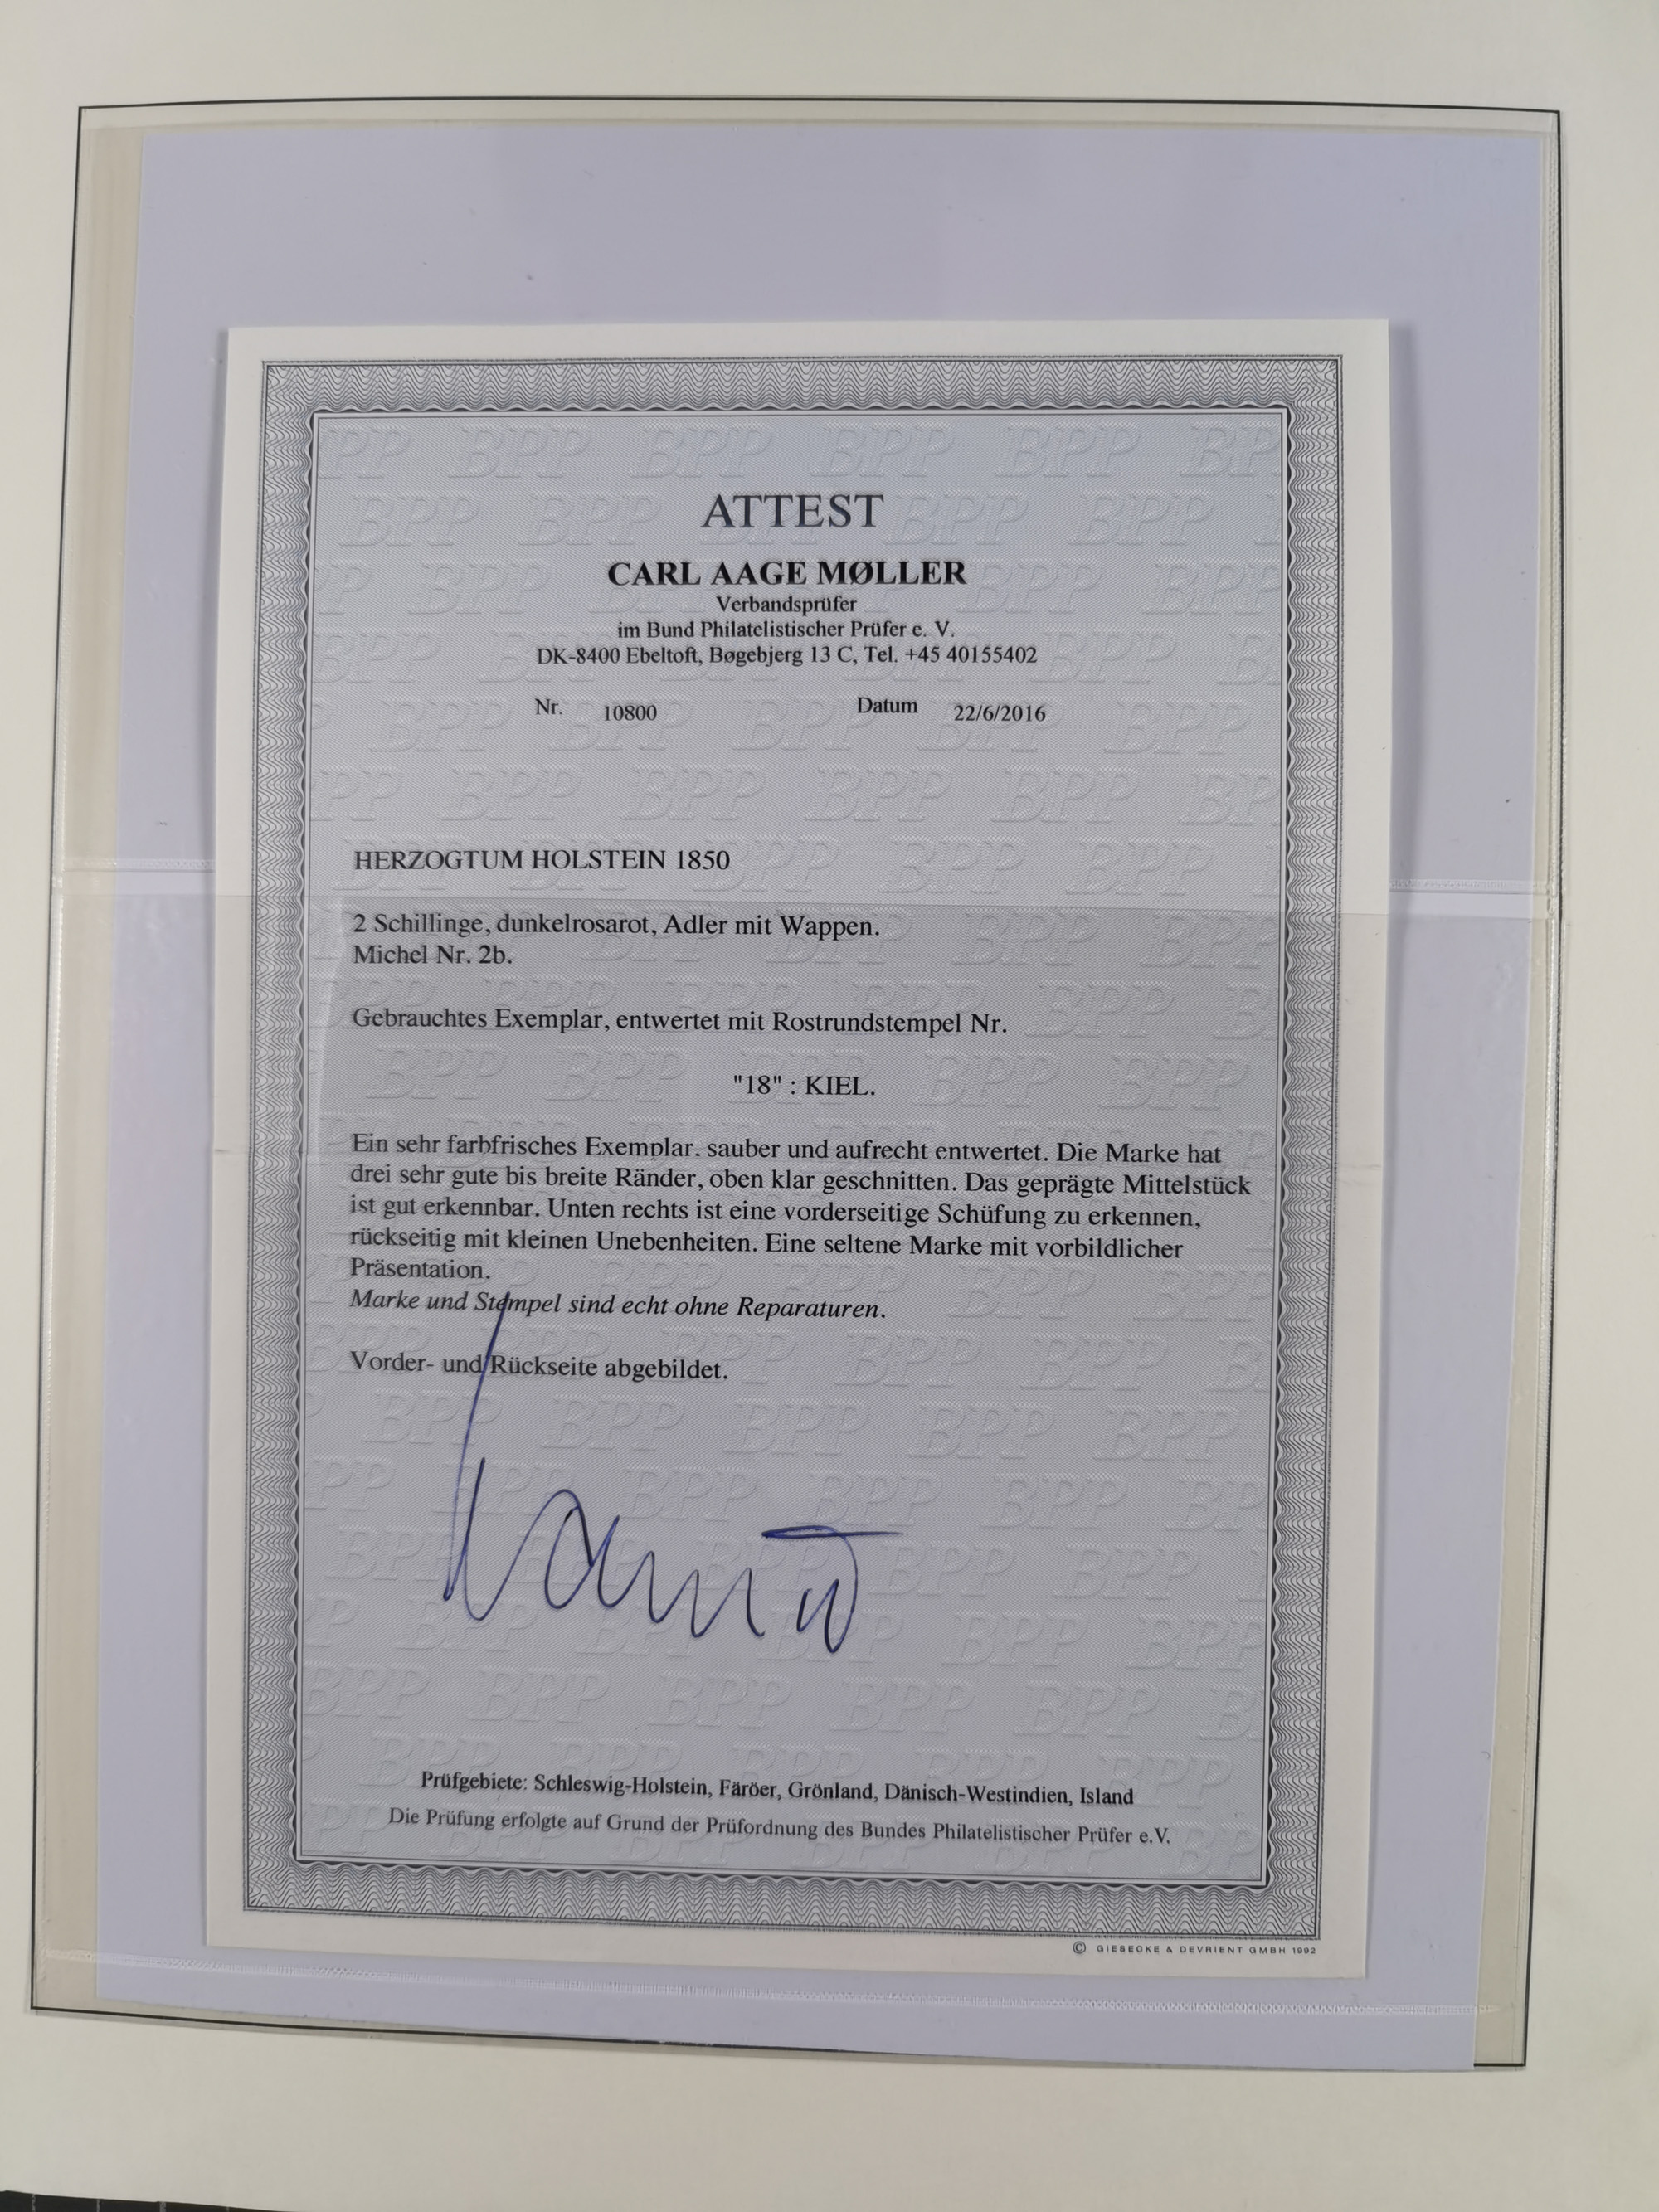 ATTEST
CARL AAGE MØLLER
Verbandsprüfer
im Bund Philatelistischer Prüfer e. V.
DK-8400 Ebeltoft, Bøgebjerg 13 C, Tel. +45 40155402
Nr. 10800 Datum 22/6/2016
HERZOGTUM HOLSTEIN 1850
2 Schillinge, dunkelrosarot, Adler mit Wappen.
Michel Nr. 2b.
Gebrauchtes Exemplar, entwertet mit Rostrundstempel Nr.
"18" : KIEL.
Ein sehr farbfrisches Exemplar. sauber und aufrecht entwertet. Die Marke hat
drei sehr gute bis breite Ränder, oben klar geschnitten. Das geprägte Mittelstück
ist gut erkennbar. Unten rechts ist eine vorderseitige Schüfung zu erkennen,
rückseitig mit kleinen Unebenheiten. Eine seltene Marke mit vorbildlicher
Präsentation.
Marke und Stempel sind echt ohne Reparaturen.
Vorder- und Rückseite abgebildet.
Prüfgebiete: Schleswig-Holstein, Färöer, Grönland, Dänisch-Westindien, Island
Die Prüfung erfolgte auf Grund der Prüfordnung des Bundes Philatelistischer Prüfer e.V.
© GIESECKE & DEVRIENT GMBH 1992